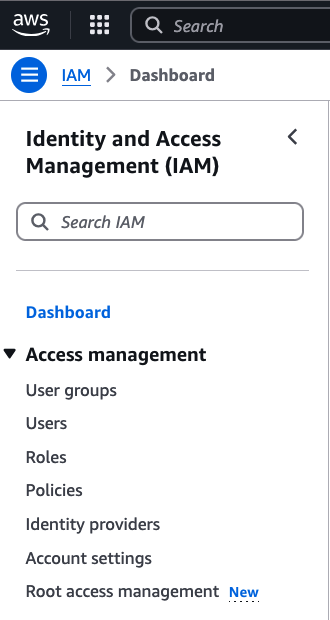 aws
Search
IAM > Dashboard
Identity and Access
Management (IAM)
Search IAM
Dashboard
Access management
User groups
Users
Roles
Policies
Identity providers
Account settings
Root access management New